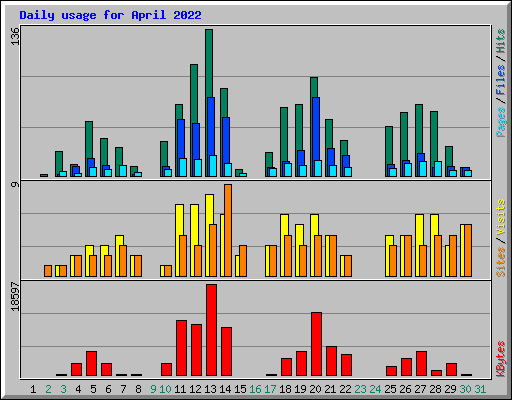 Daily usage for April 2022
136
9
18597
Pages / Files / Hits
Sites / Visits
KBytes
1 2 3 4 5 6 7 8 9 10 11 12 13 14 15 16 17 18 19 20 21 22 23 24 25 26 27 28 29 30 31